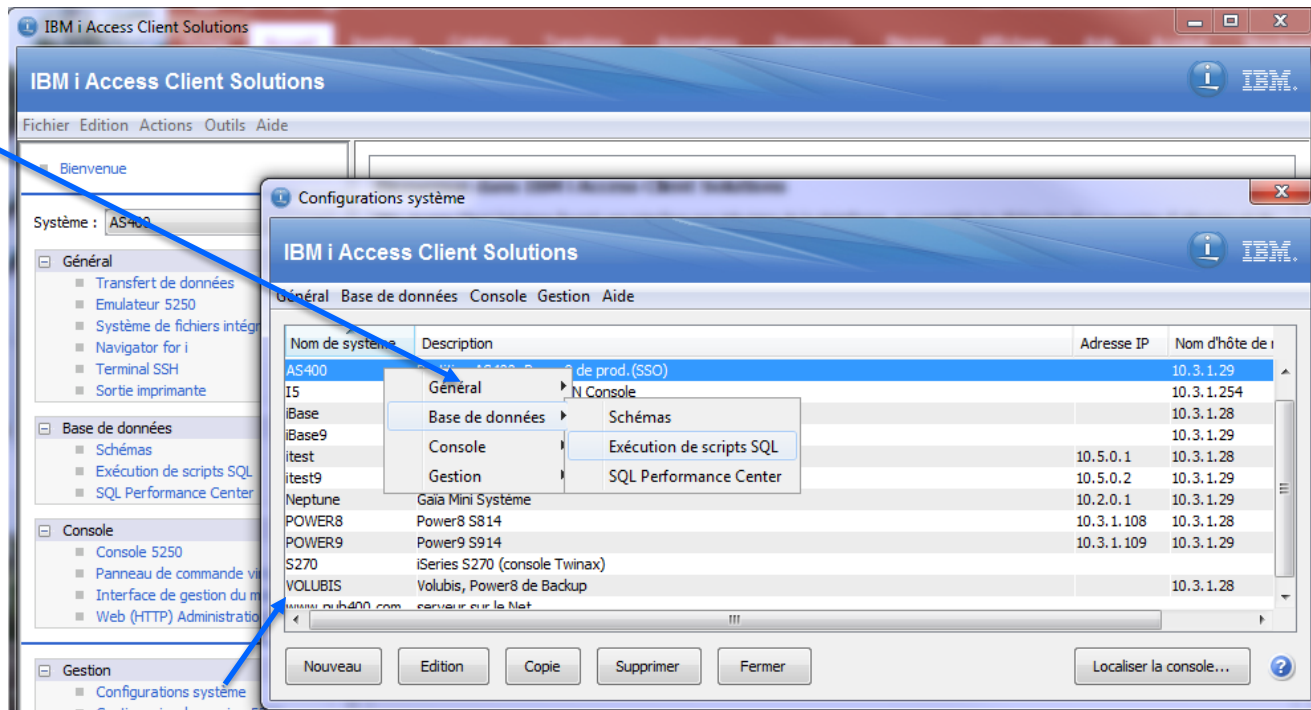 IBM i Access Client Solutions
IBM i Access Client Solutions
IBM.
Fichier Edition Actions Outils Aide
Bienvenue
Système : AS400
Général
Transfert de données
Emulateur 5250
Système de fichiers intégr
Navigator for i
Terminal SSH
Sortie imprimante
Base de données
Schémas
Exécution de scripts SQL
SQL Performance Center
Console
Console 5250
Panneau de commande vi
Interface de gestion du m
Web (HTTP) Administratio
Gestion
Configurations système
Configurations système
IBM i Access Client Solutions
IBM.
Général Base de données Console Gestion Aide
Nom de système Description Adresse IP Nom d'hôte de
AS400 de prod.(SSO) 10.3.1.29
I5 N Console 10.3.1.254
iBase 10.3.1.28
iBase9 10.3.1.29
itest 10.5.0.1 10.3.1.28
itest9 10.5.0.2 10.3.1.29
Neptune Gaïa Mini Système 10.2.0.1 10.3.1.29
POWER8 Power8 S814 10.3.1.108 10.3.1.28
POWER9 Power9 S914 10.3.1.109 10.3.1.29
S270 iSeries S270 (console Twinax)
VOLUBIS Volubis, Power8 de Backup 10.3.1.28
www.pub400.com serveur sur le Net
Général
Base de données
Console
Gestion
Schémas
Exécution de scripts SQL
SQL Performance Center
Nouveau Edition Copie Supprimer Fermer Localiser la console...